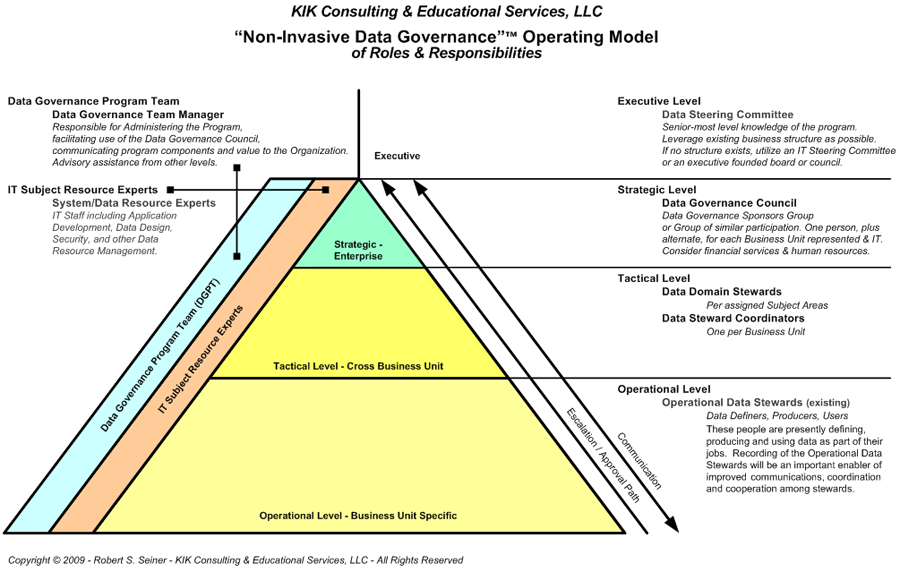 KIK Consulting & Educational Services, LLC
“Non-Invasive Data Governance”™ Operating Model
of Roles & Responsibilities
Data Governance Program Team
Data Governance Team Manager
Responsible for Administering the Program,
facilitating use of the Data Governance Council,
communicating program components and value to the Organization.
Advisory assistance from other levels.
IT Subject Resource Experts
System/Data Resource Experts
IT Staff including Application
Development, Data Design,
Security, and other Data
Resource Management.
Executive
Strategic -
Enterprise
Tactical Level - Cross Business Unit
Operational Level - Business Unit Specific
Data Governance Program Team (DGPT)
IT Subject Resource Experts
Escalation / Approval Path
Communication
Executive Level
Data Steering Committee
Senior-most level knowledge of the program.
Leverage existing business structure as possible.
If no structure exists, utilize an IT Steering Committee
or an executive founded board or council.
Strategic Level
Data Governance Council
Data Governance Sponsors Group
or Group of similar participation. One person, plus
alternate, for each Business Unit represented & IT.
Consider financial services & human resources.
Tactical Level
Data Domain Stewards
Per assigned Subject Areas
Data Steward Coordinators
One per Business Unit
Operational Level
Operational Data Stewards (existing)
Data Definers, Producers, Users
These people are presently defining,
producing and using data as part of their
jobs. Recording of the Operational Data
Stewards will be an important enabler of
improved communications, coordination
and cooperation among stewards.
Copyright © 2009 - Robert S. Seiner - KIK Consulting & Educational Services, LLC - All Rights Reserved